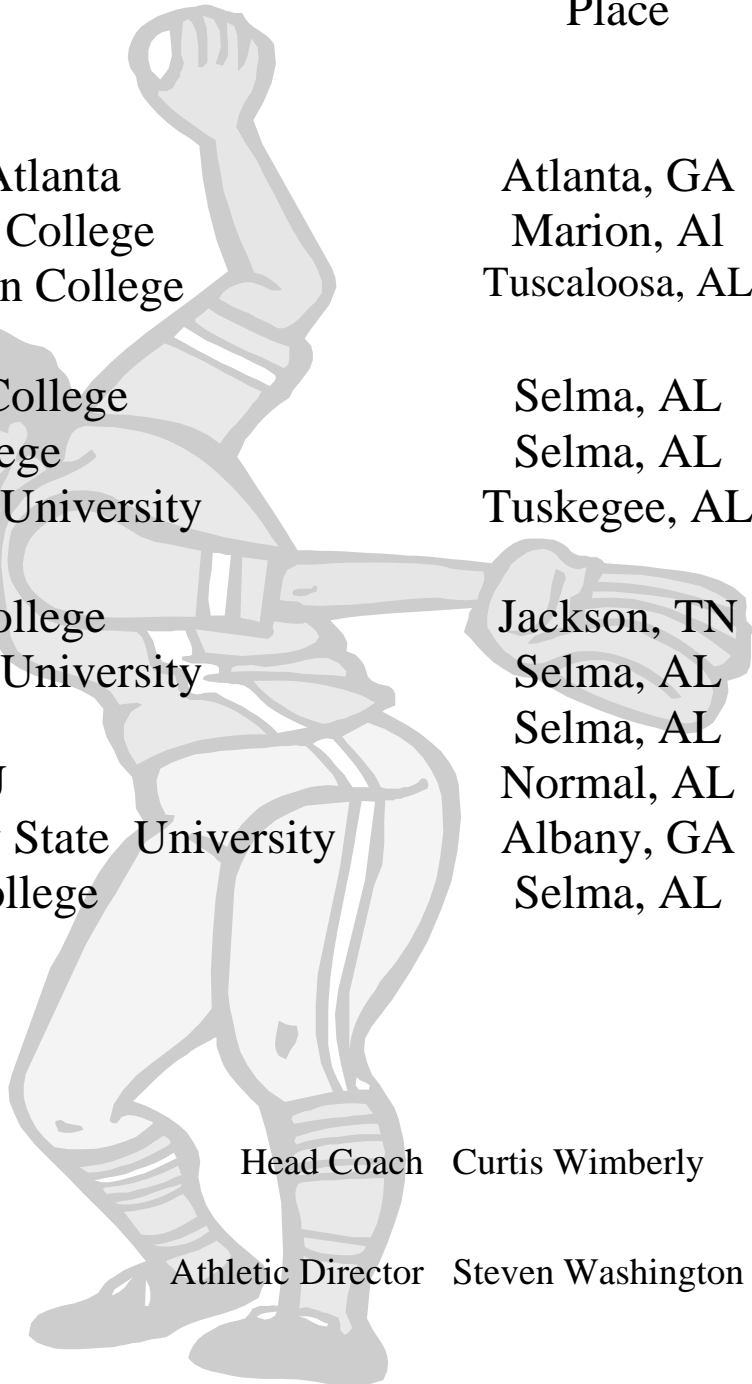 Place
Atlanta Atlanta, GA
College Marion, Al
n College Tuscaloosa, AL
College Selma, AL
ege Selma, AL
University Tuskegee, AL
ollege Jackson, TN
University Selma, AL
Selma, AL
Normal, AL
State University Albany, GA
ollege Selma, AL
Head Coach Curtis Wimberly
Athletic Director Steven Washington